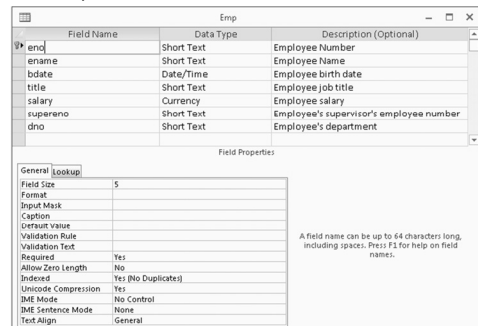 Emp
Field Name Data Type Description (Optional)
eno Short Text Employee Number
ename Short Text Employee Name
bdate Date/Time Employee birth date
title Short Text Employee job title
salary Currency Employee salary
supereno Short Text Employee's supervisor's employee number
dno Short Text Employee's department
Field Properties
General Lookup
Field Size 5
Format
Input Mask
Caption
Default Value
Validation Rule
Validation Text
Required Yes
Allow Zero Length No
Indexed Yes (No Duplicates)
Unicode Compression Yes
IME Mode No Control
IME Sentence Mode None
Text Align General
A field name can be up to 64 characters long,
including spaces. Press F1 for help on field
names.